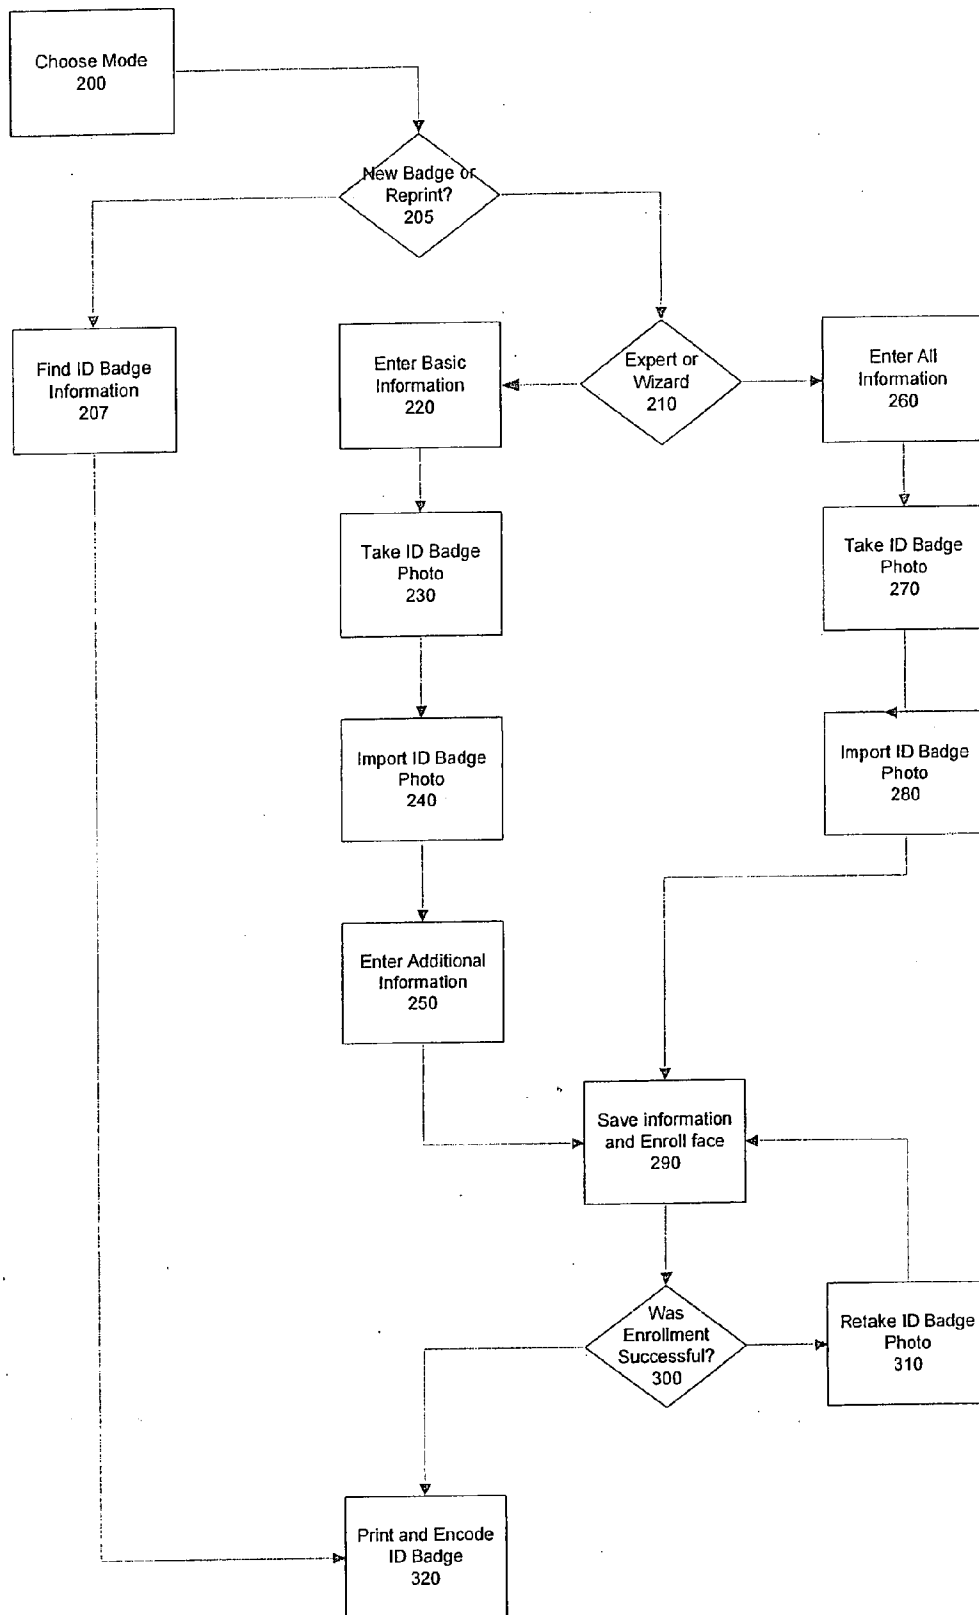 Choose Mode
200
New Badge or
Reprint?
205
Find ID Badge
Information
207
Enter Basic
Information
220
Expert or
Wizard
210
Enter All
Information
260
Take ID Badge
Photo
230
Take ID Badge
Photo
270
Import ID Badge
Photo
240
Import ID Badge
Photo
280
Enter Additional
Information
250
Save information
and Enroll face
290
Was
Enrollment
Successful?
300
Retake ID Badge
Photo
310
Print and Encode
ID Badge
320